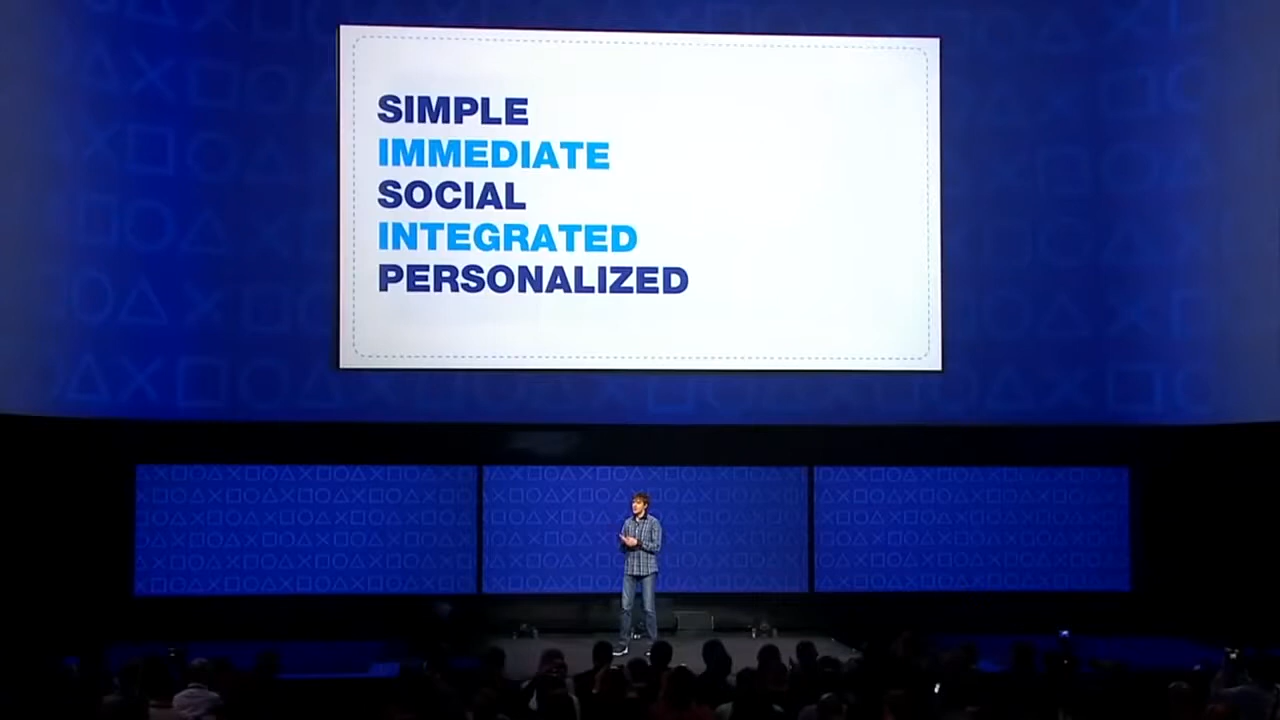 SIMPLE
IMMEDIATE
SOCIAL
INTEGRATED
PERSONALIZED